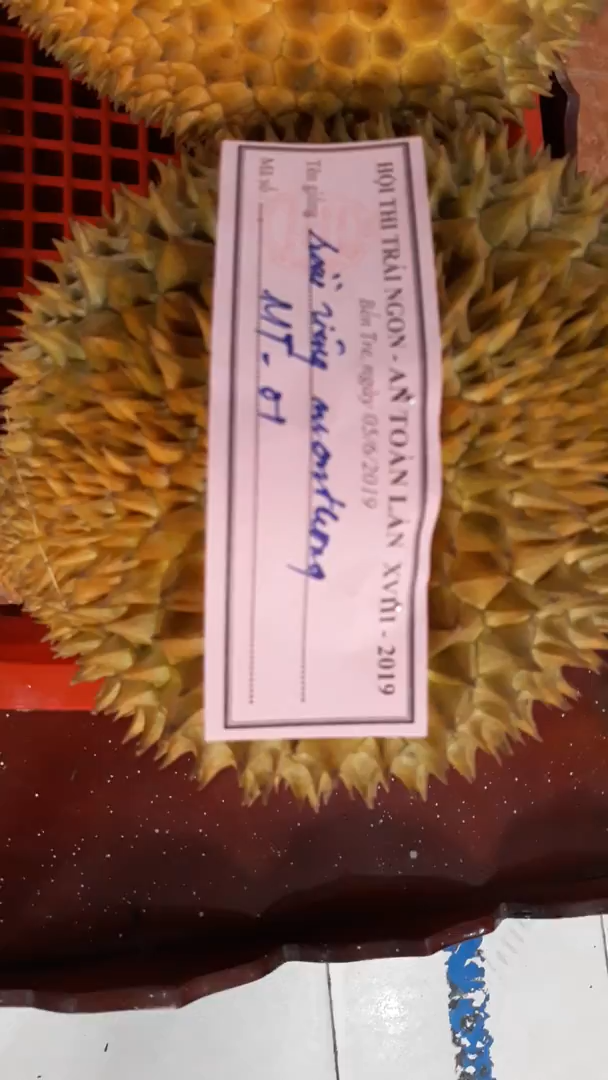 HỘI THI TRÁI NGON - AN TOÀN LẦN XVIII - 2019
Bến Tre, ngày 05/6/2019
Tên giống Sầu riêng monthong
Mã số MT - 01